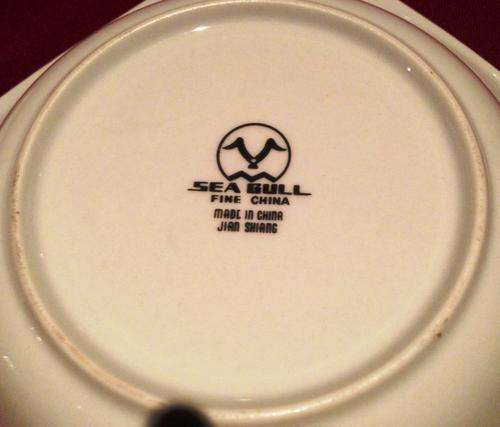 SEA GULL
FINE CHINA
MADE IN CHINA
JIAN SHIANG